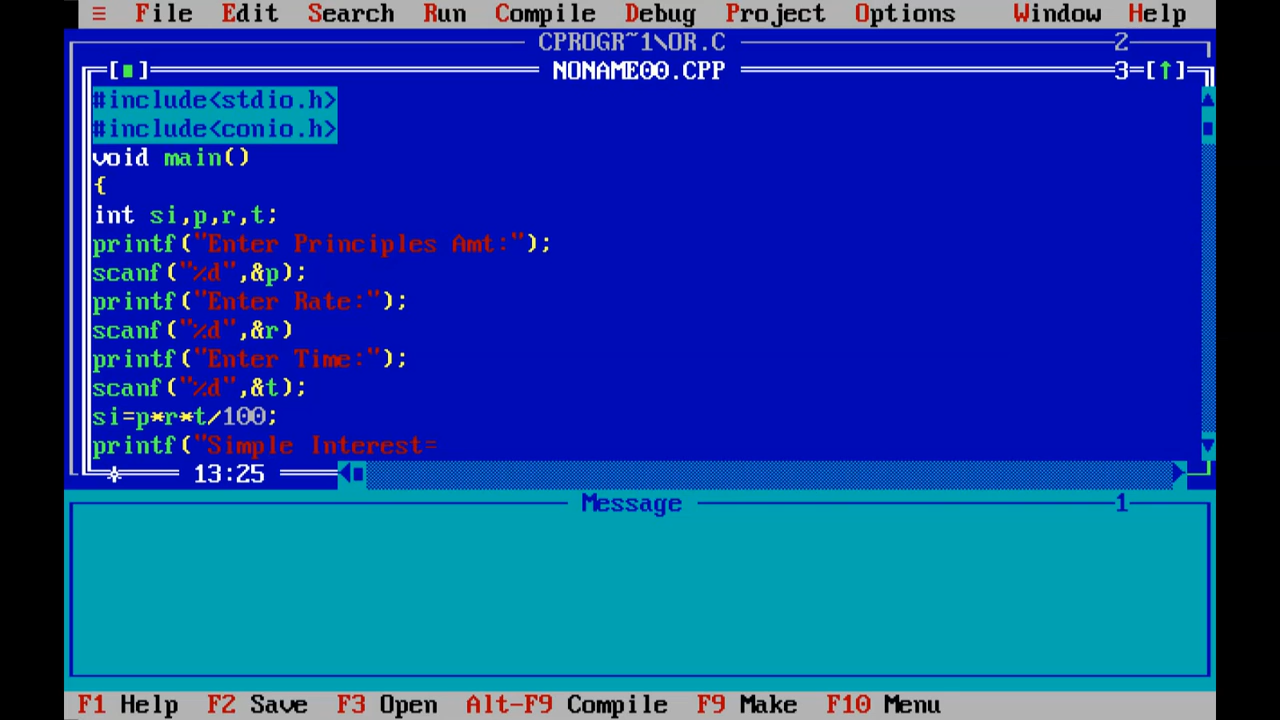 ≡ File Edit Search Run Compile Debug Project Options Window Help
CPROGR~1\OR.C 2
[■] NONAME00.CPP 3=[↑]
#include<stdio.h>
#include<conio.h>
void main()
{
int si,p,r,t;
printf("Enter Principles Amt:");
scanf("%d",&p);
printf("Enter Rate:");
scanf("%d",&r)
printf("Enter Time:");
scanf("%d",&t);
si=p*r*t/100;
printf("Simple Interest=
13:25
Message 1
F1 Help F2 Save F3 Open Alt-F9 Compile F9 Make F10 Menu